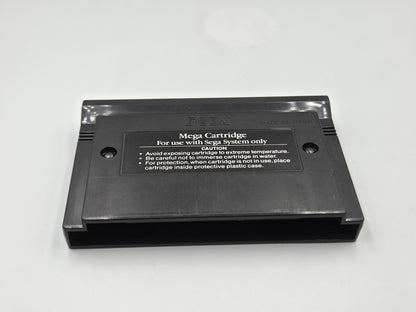 SEGA
Mega Cartridge
For use with Sega System only
CAUTION
• Avoid exposing cartridge to extreme temperature.
• Be careful not to immerse cartridge in water.
• For protection, when cartridge is not in use, place
cartridge inside protective plastic case.